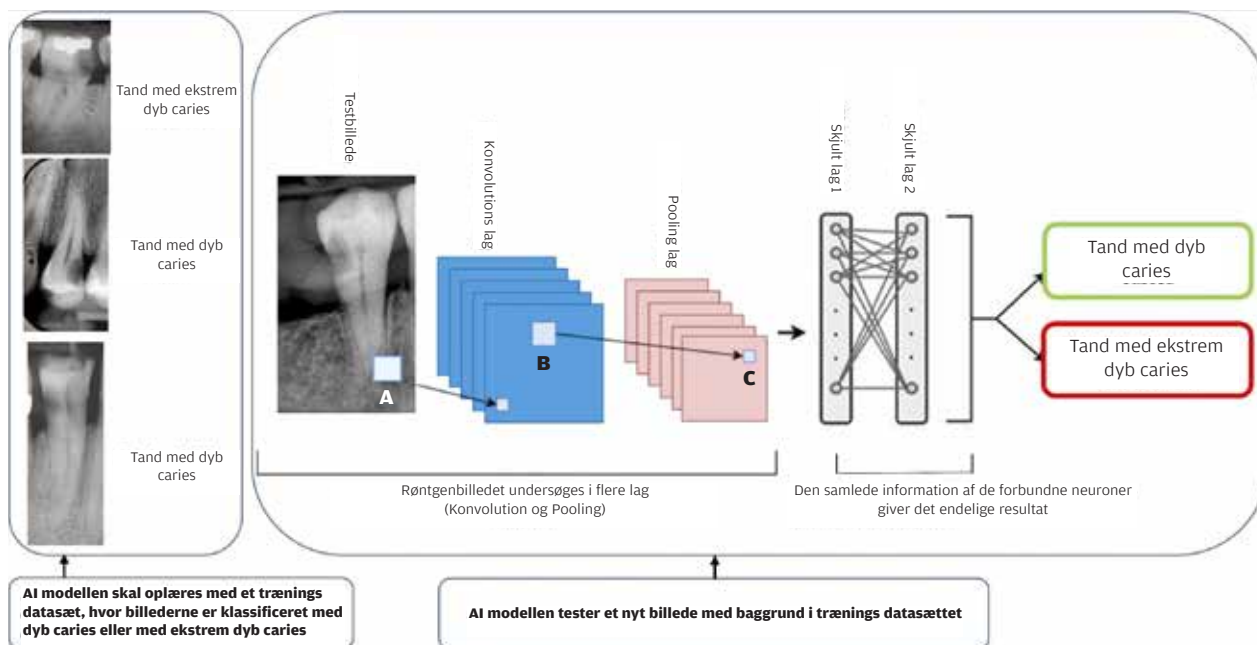 Tand med ekstrem
dyb caries
Tand med dyb
caries
Tand med dyb
caries
AI modellen skal oplæres med et trænings
datasæt, hvor billederne er klassificeret med
dyb caries eller med ekstrem dyb caries
Testbillede
Konvolutions lag
Pooling lag
Skjult lag 1
Skjult lag 2
A
B
C
Tand med dyb
caries
Tand med ekstrem
dyb caries
Røntgenbilledet undersøges i flere lag
(Konvolution og Pooling)
Den samlede information af de forbundne neuroner
giver det endelige resultat
AI modellen tester et nyt billede med baggrund i trænings datasættet